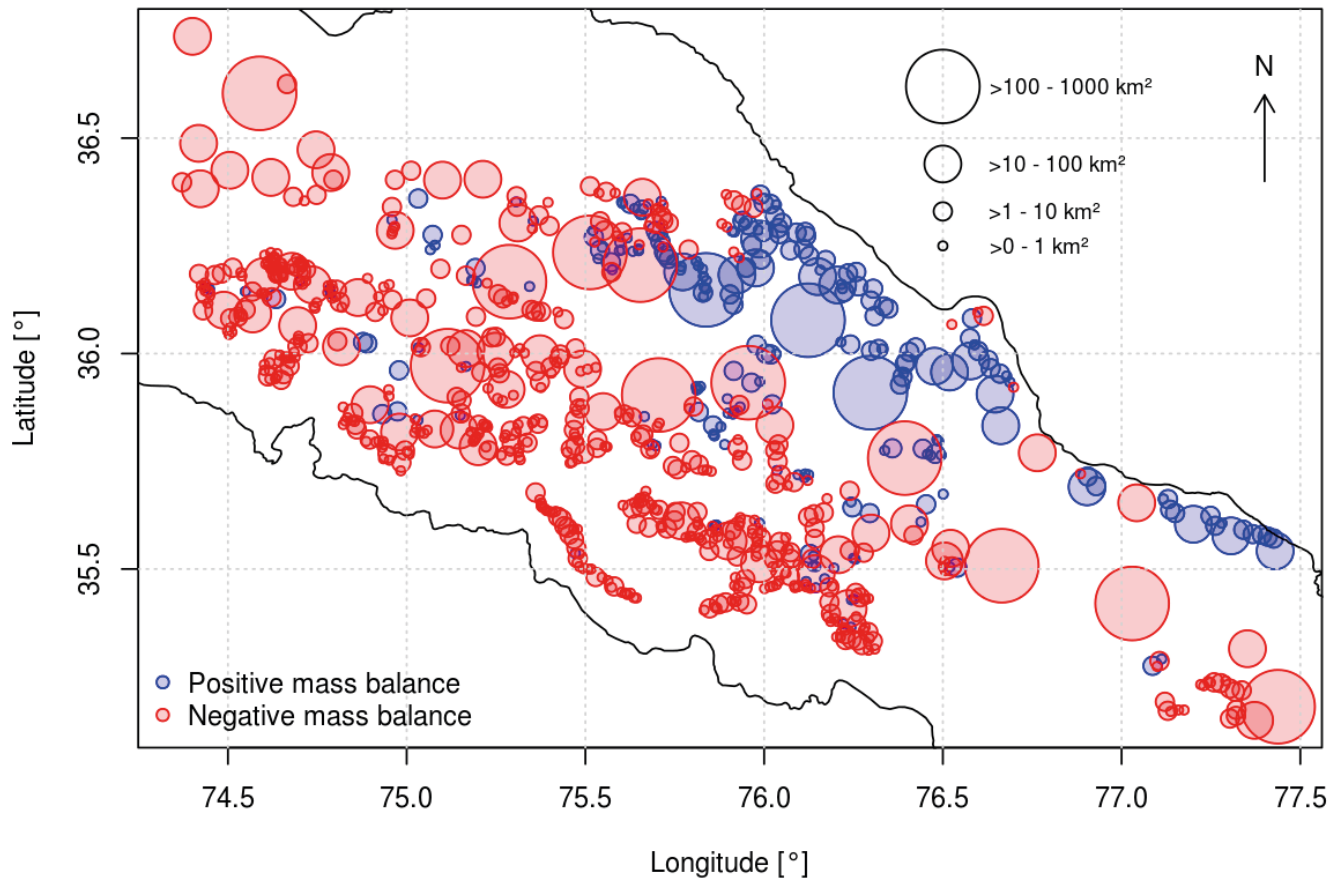 N
>100 - 1000 km²
>10 - 100 km²
>1 - 10 km²
>0 - 1 km²
36.5
36.0
35.5
Latitude [°]
Positive mass balance
Negative mass balance
74.5 75.0 75.5 76.0 76.5 77.0 77.5
Longitude [°]